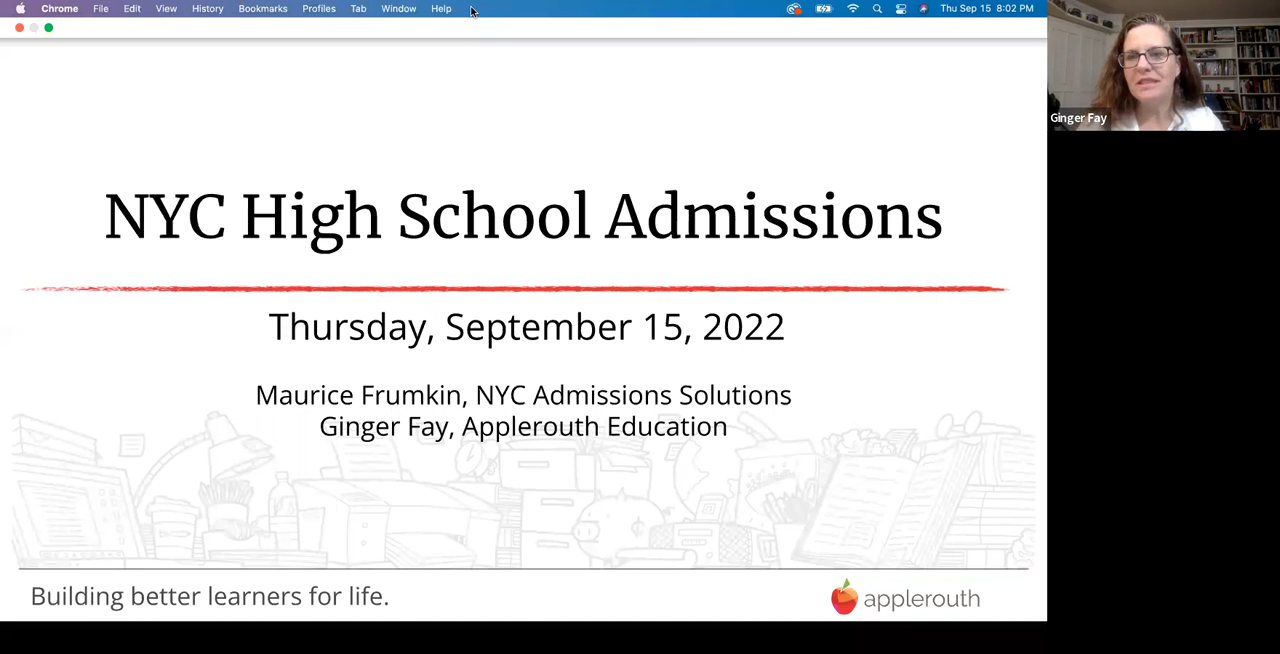 Chrome File Edit View History Bookmarks Profiles Tab Window Help Thu Sep 15 8:02 PM
Ginger Fay
NYC High School Admissions
Thursday, September 15, 2022
Maurice Frumkin, NYC Admissions Solutions
Ginger Fay, Applerouth Education
Building better learners for life.
applerouth